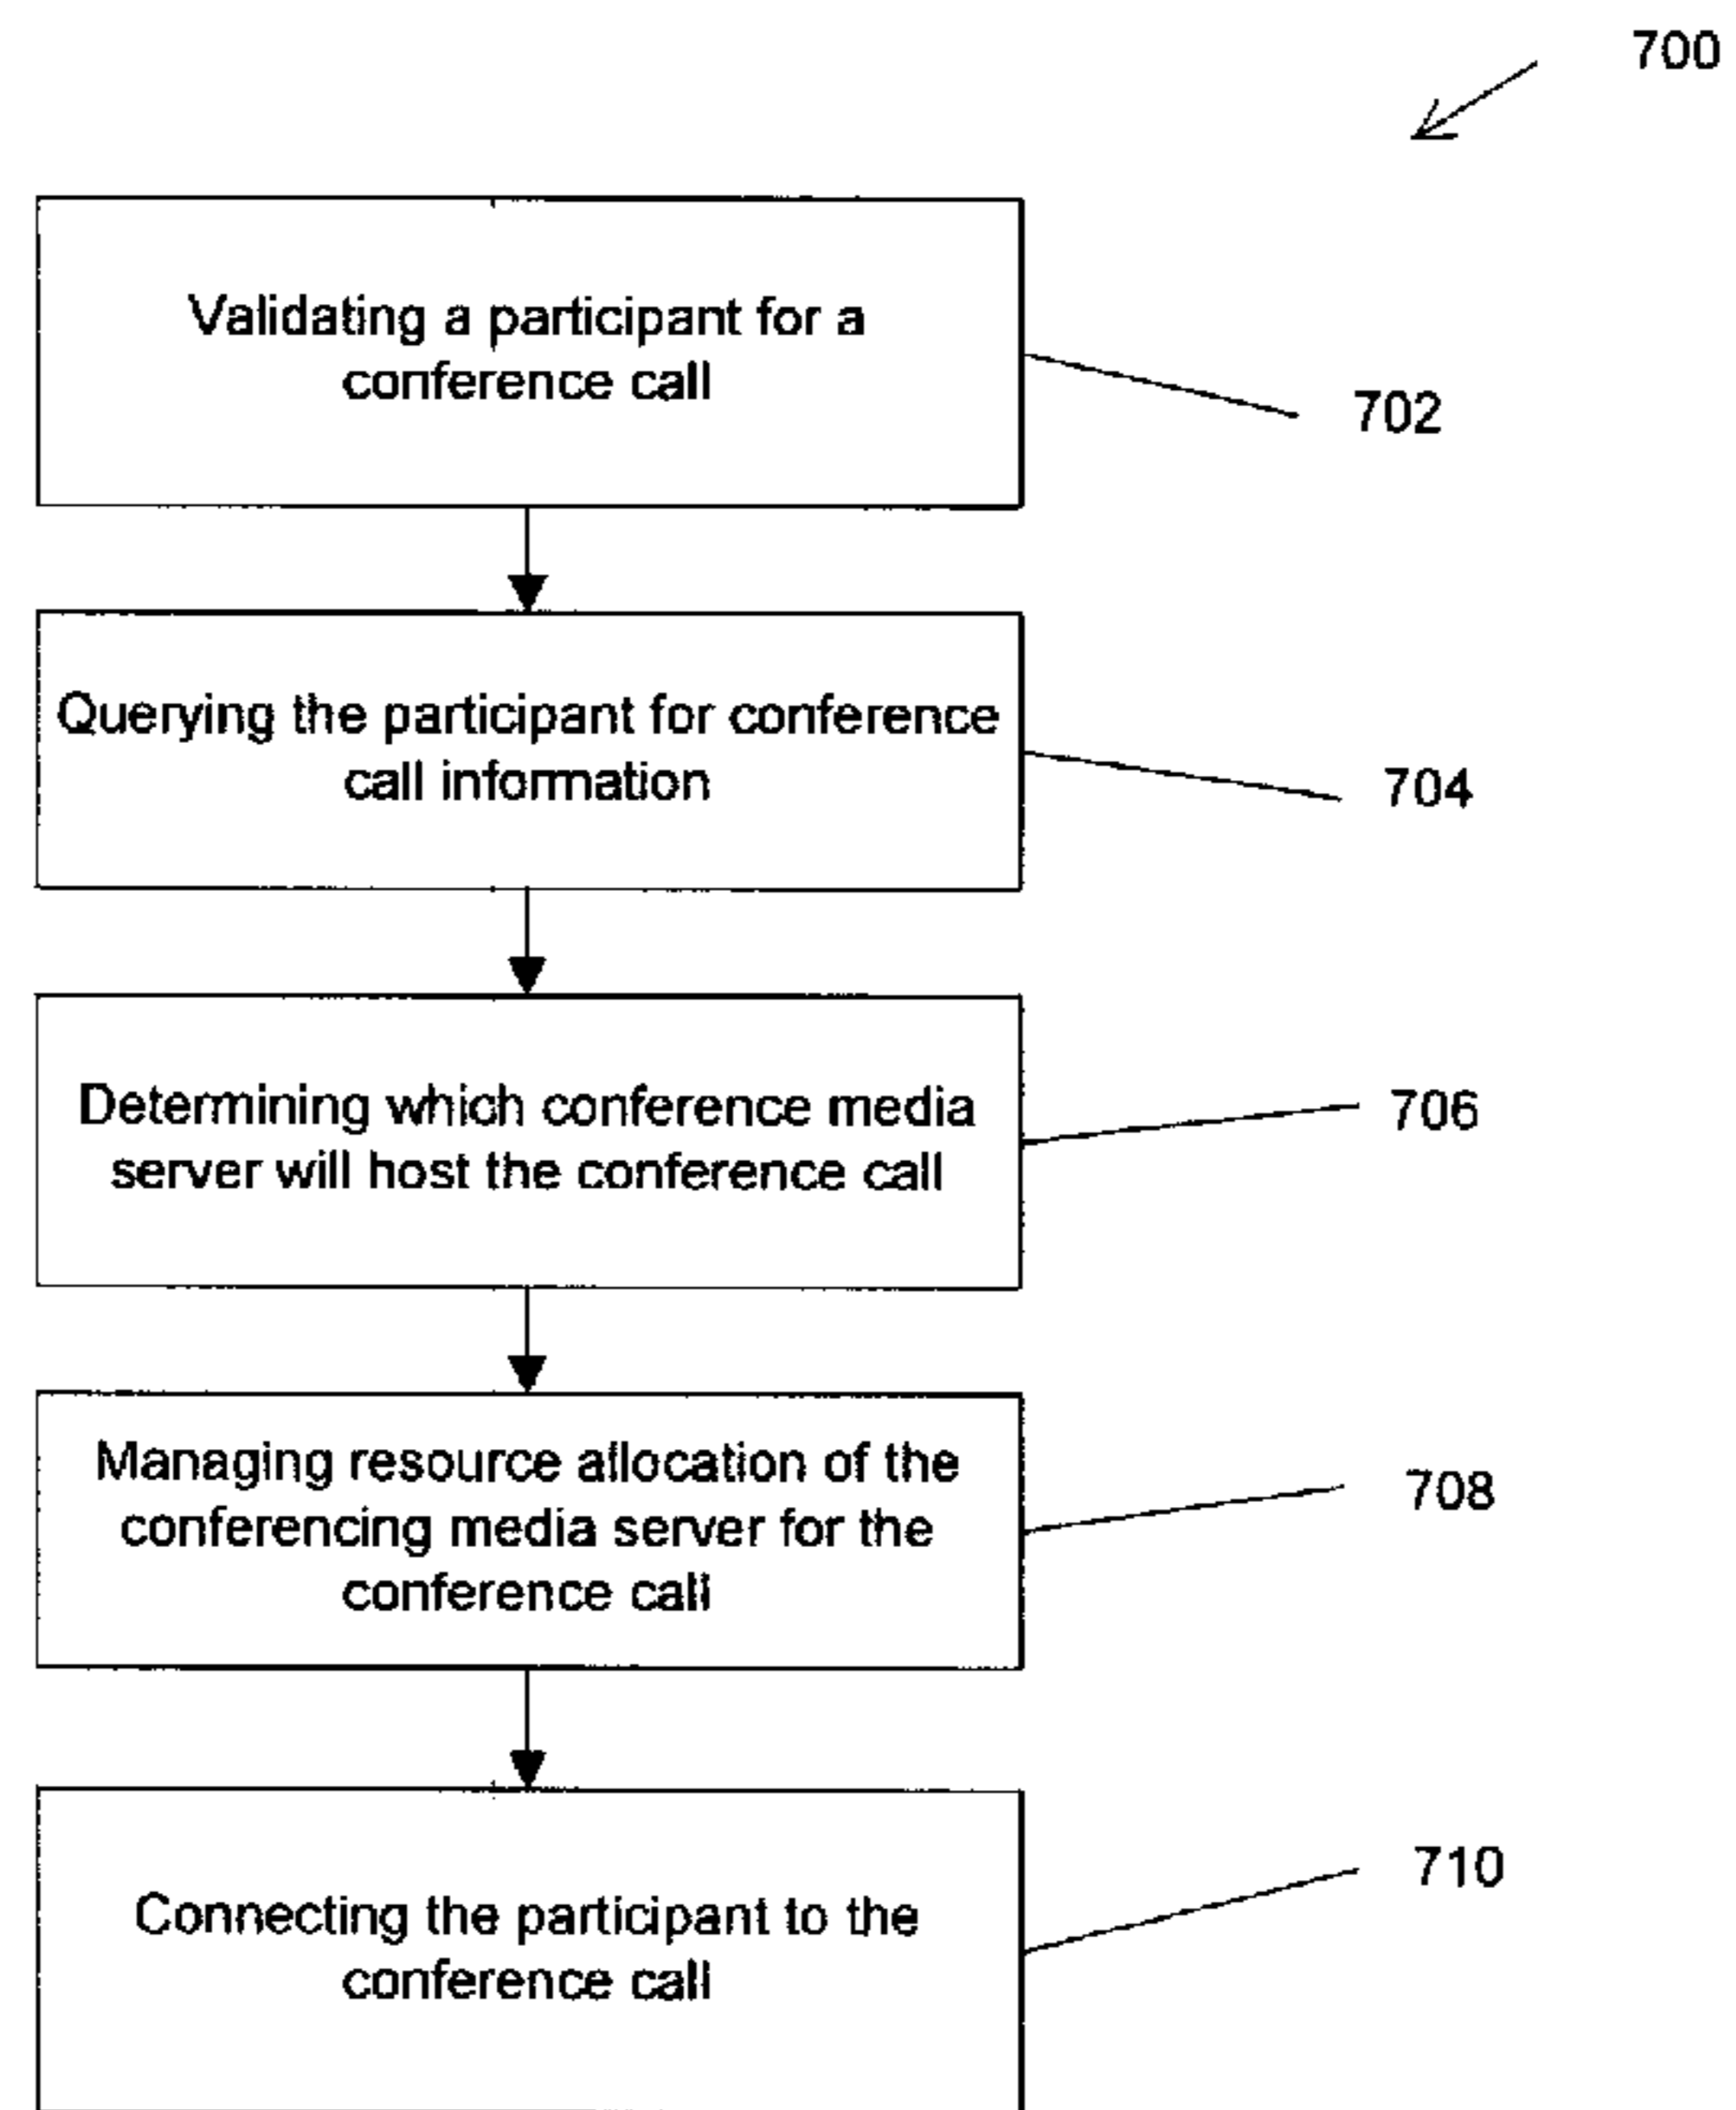 700
Validating a participant for a
conference call
702
Querying the participant for conference
call information
704
Determining which conference media
server will host the conference call
706
Managing resource allocation of the
conferencing media server for the
conference call
708
Connecting the participant to the
conference call
710